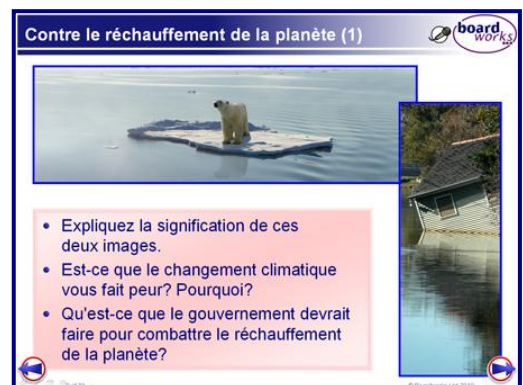 Contre le réchauffement de la planète (1)
board
works
• Expliquez la signification de ces
deux images.
• Est-ce que le changement climatique
vous fait peur? Pourquoi?
• Qu'est-ce que le gouvernement devrait
faire pour combattre le réchauffement
de la planète?